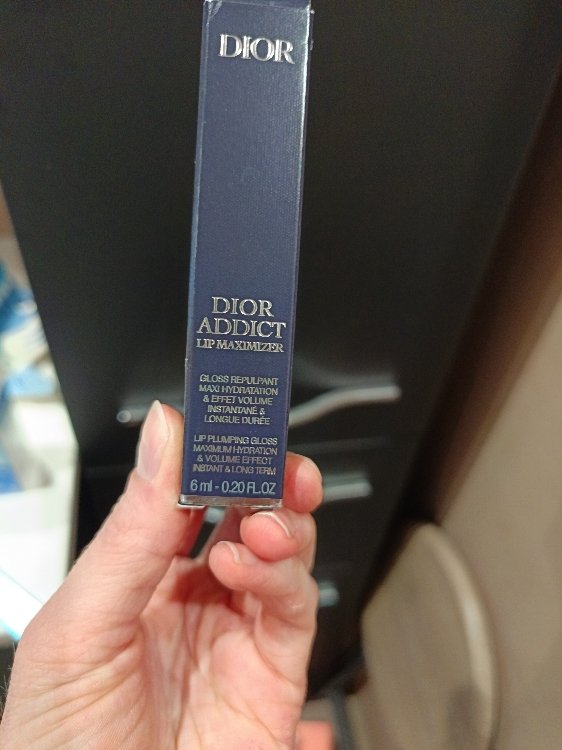 DIOR
DIOR
ADDICT
LIP MAXIMIZER
GLOSS REPULPANT
MAXI HYDRATATION
& EFFET VOLUME
INSTANTANÉ &
LONGUE DURÉE
LIP PLUMPING GLOSS
MAXIMUM HYDRATION
& VOLUME EFFECT
INSTANT & LONG TERM
6 ml - 0.20 FL.OZ